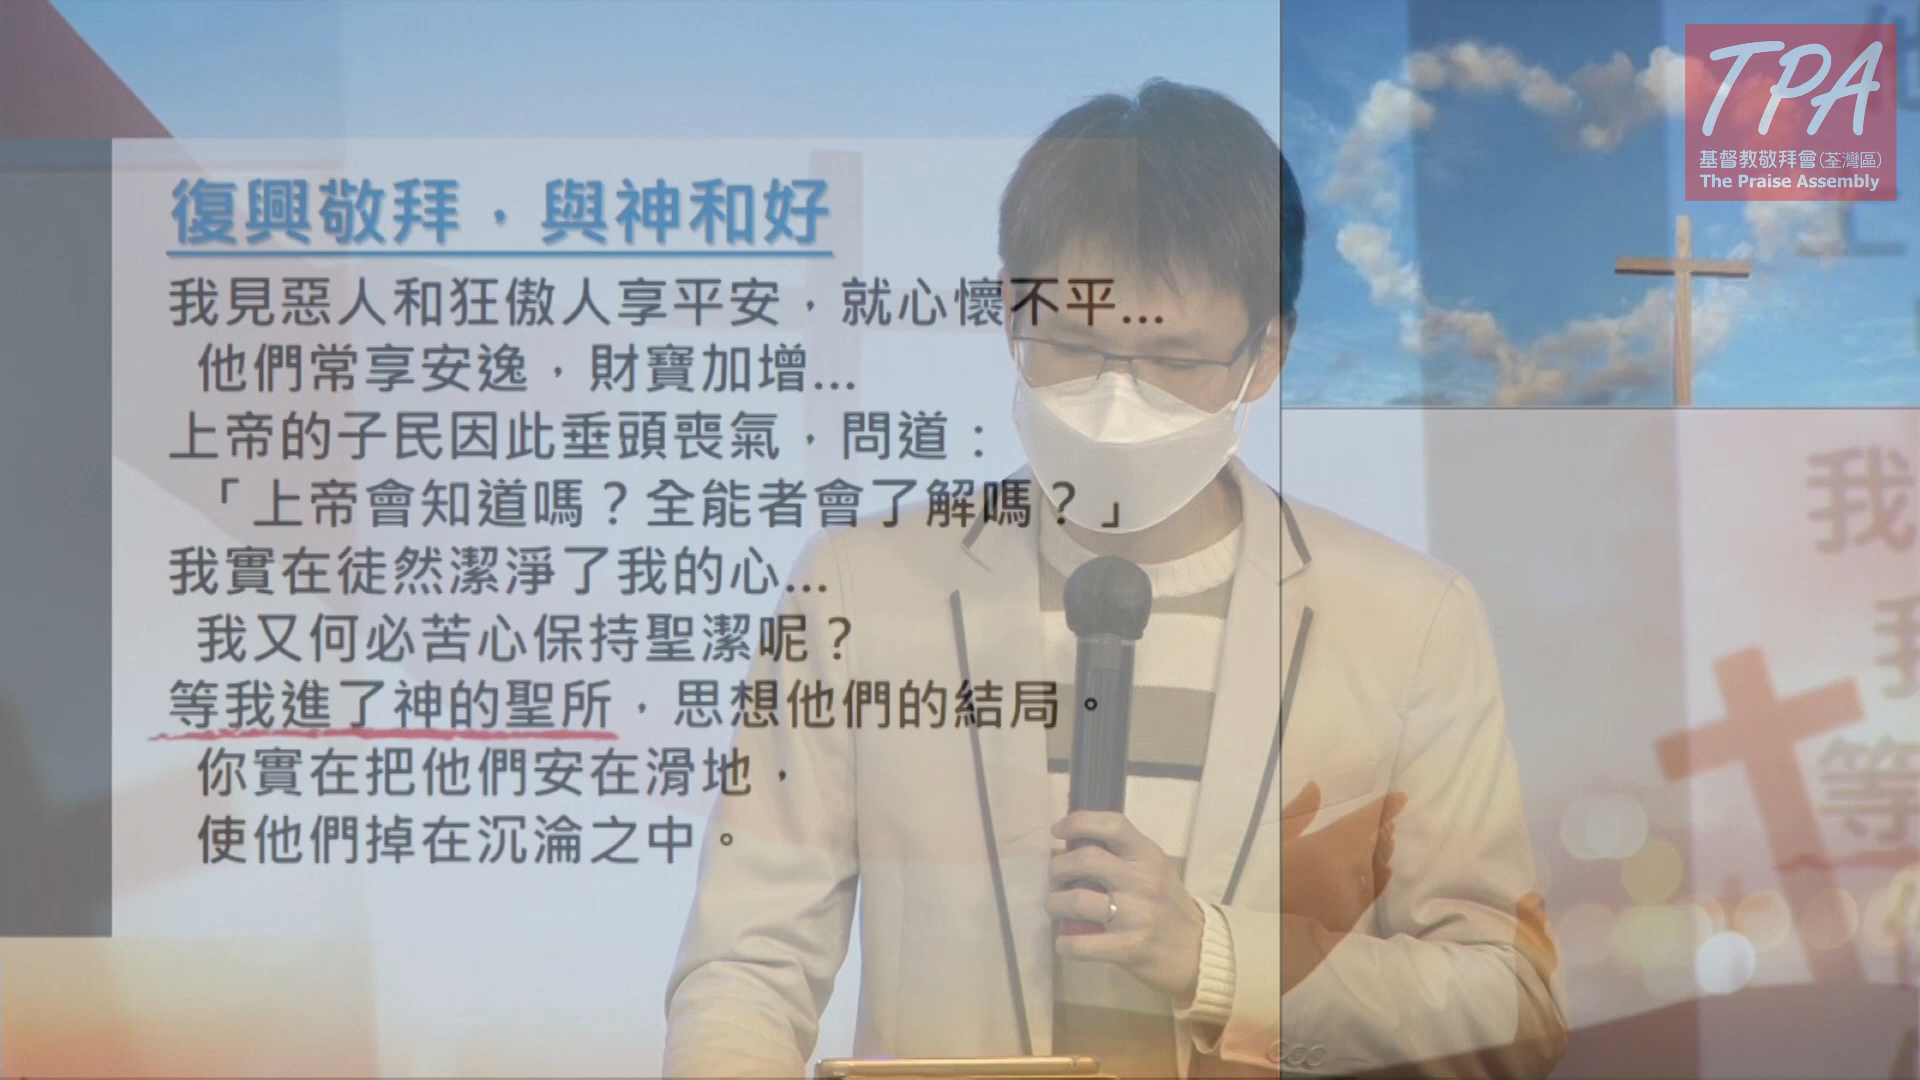 復興敬拜，與神和好
我見惡人和狂傲人享平安，就心懷不平...
他們常享安逸，財寶加增...
上帝的子民因此垂頭喪氣，問道：
「上帝會知道嗎？全能者會了解嗎？」
我實在徒然潔淨了我的心...
我又何必苦心保持聖潔呢？
等我進了神的聖所，思想他們的結局。
你實在把他們安在滑地，
使他們掉在沉淪之中。
TPA
基督教敬拜會(荃灣區)
The Praise Assembly
我
我
等